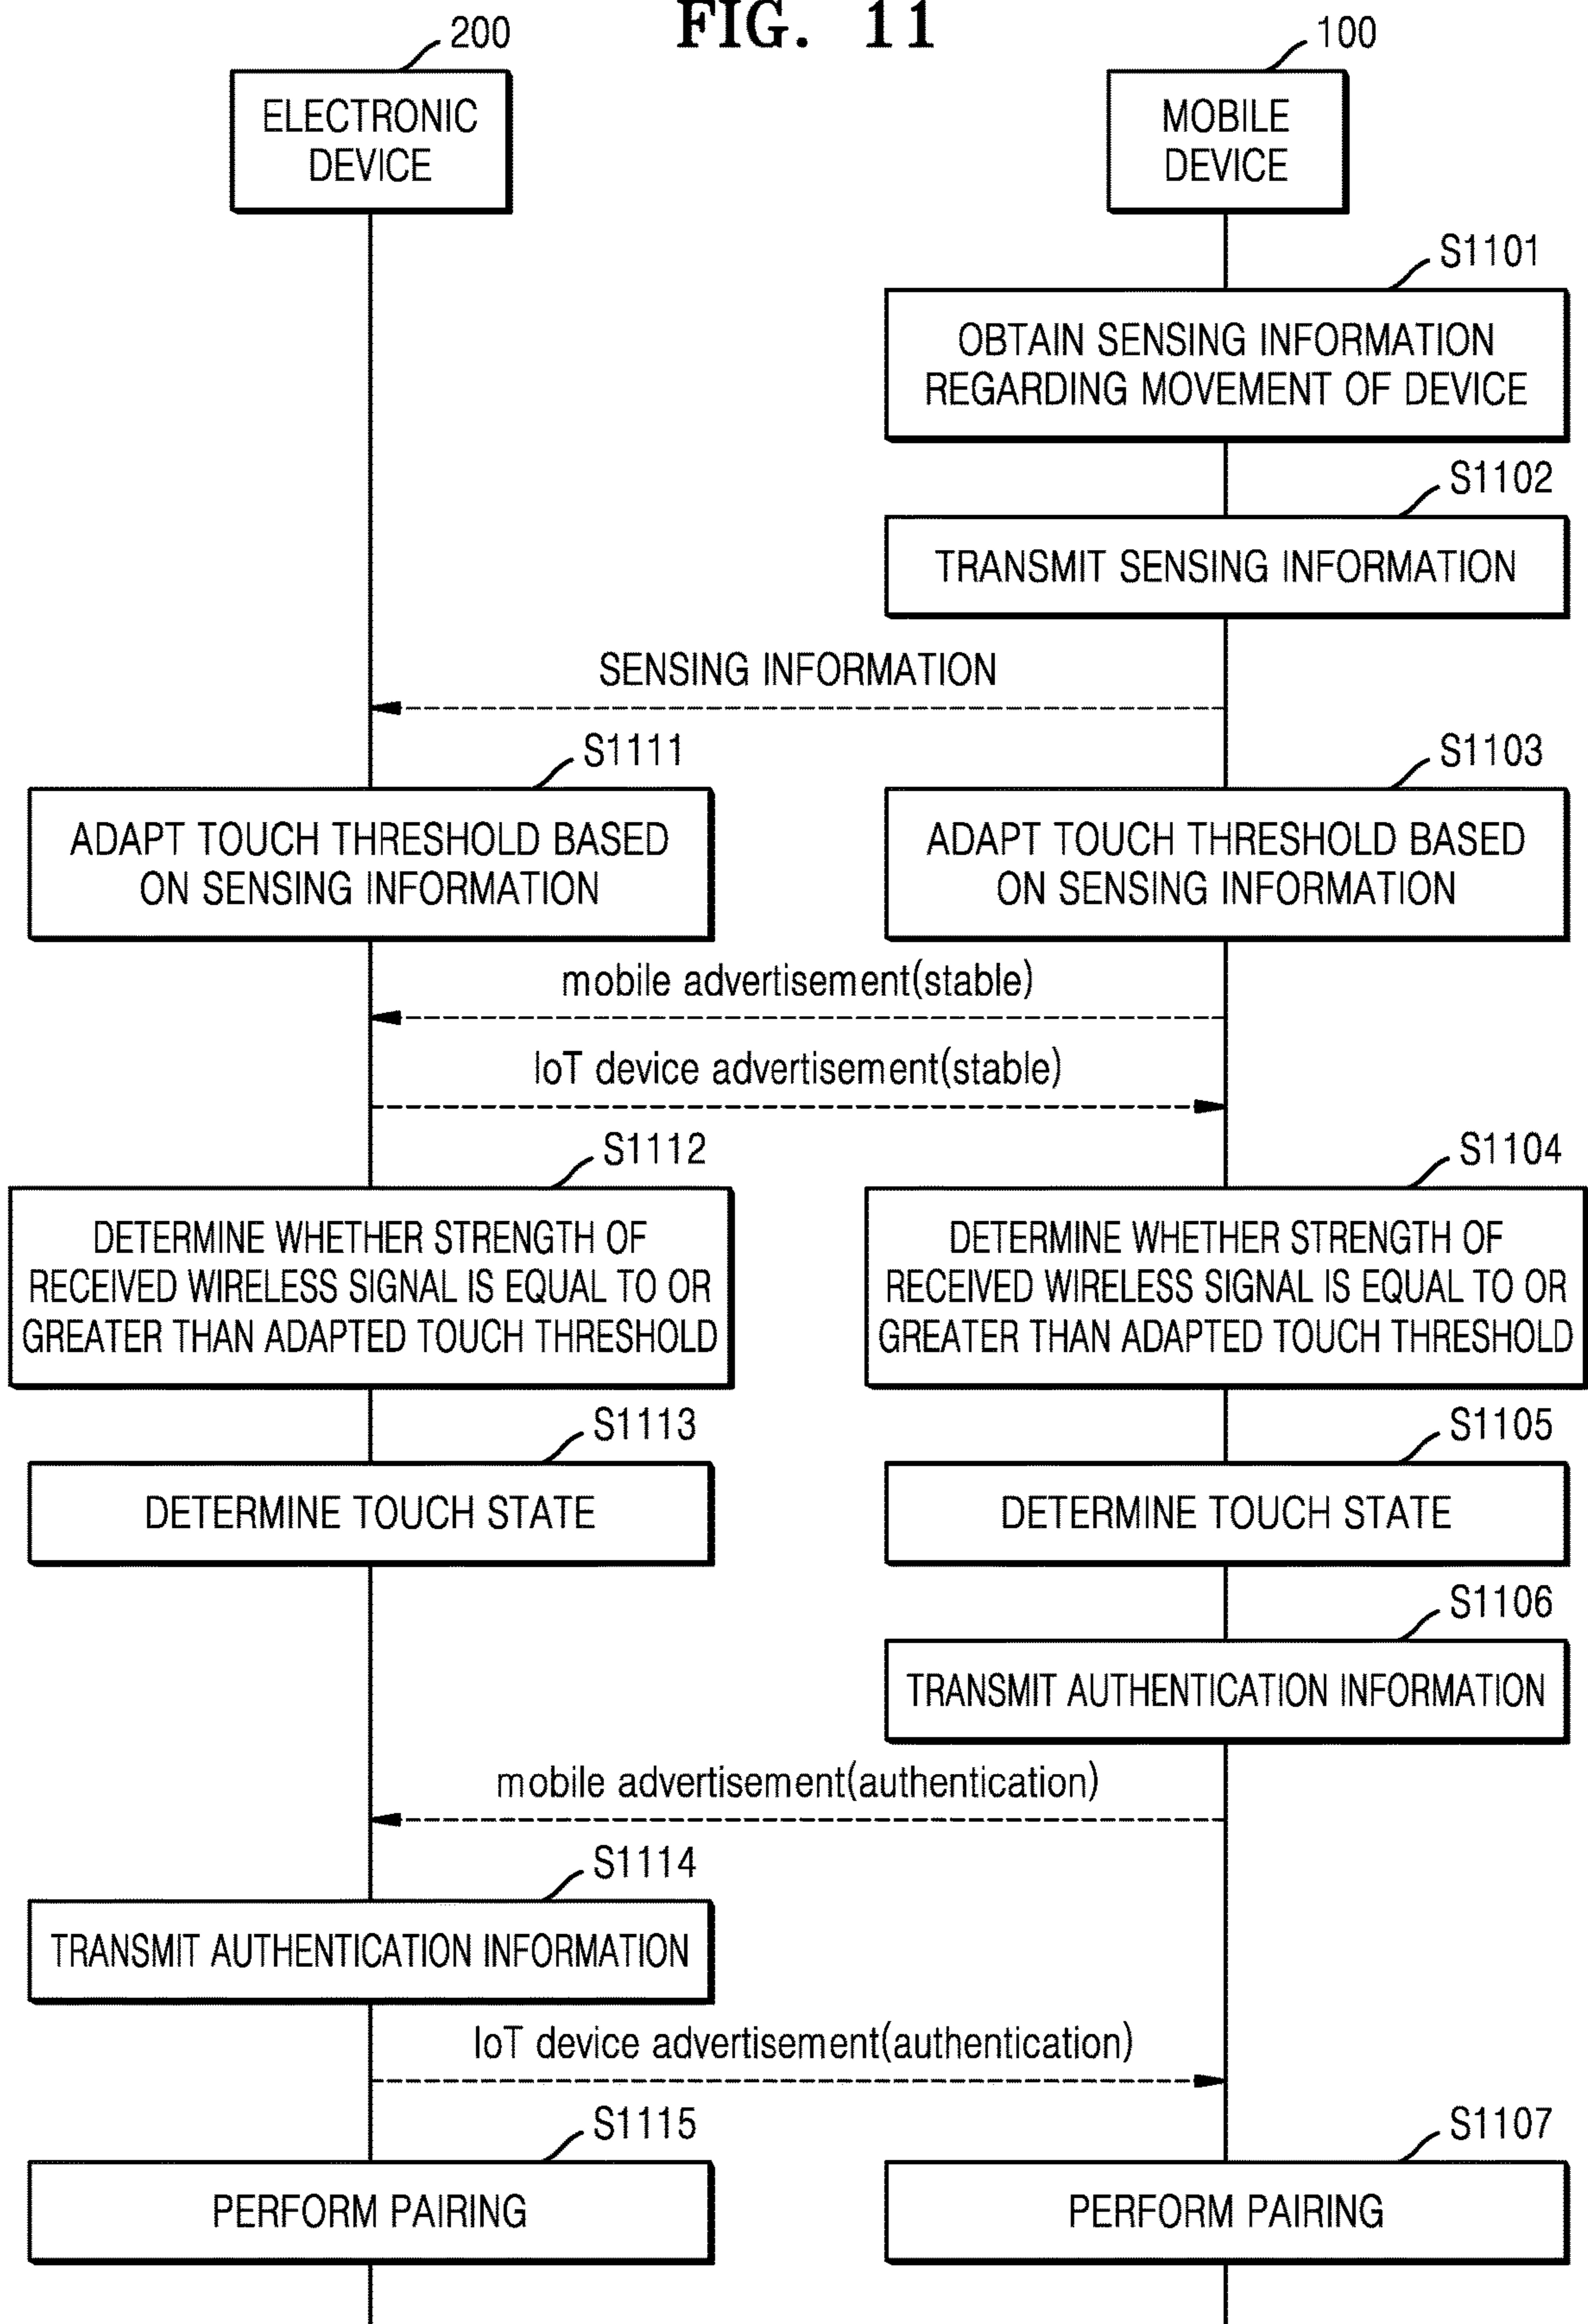 FIG. 11
200
100
ELECTRONIC
DEVICE
MOBILE
DEVICE
S1101
OBTAIN SENSING INFORMATION
REGARDING MOVEMENT OF DEVICE
S1102
TRANSMIT SENSING INFORMATION
SENSING INFORMATION
S1111
S1103
ADAPT TOUCH THRESHOLD BASED
ON SENSING INFORMATION
ADAPT TOUCH THRESHOLD BASED
ON SENSING INFORMATION
mobile advertisement(stable)
IoT device advertisement(stable)
S1112
S1104
DETERMINE WHETHER STRENGTH OF
RECEIVED WIRELESS SIGNAL IS EQUAL TO OR
GREATER THAN ADAPTED TOUCH THRESHOLD
DETERMINE WHETHER STRENGTH OF
RECEIVED WIRELESS SIGNAL IS EQUAL TO OR
GREATER THAN ADAPTED TOUCH THRESHOLD
S1113
S1105
DETERMINE TOUCH STATE
DETERMINE TOUCH STATE
S1106
TRANSMIT AUTHENTICATION INFORMATION
mobile advertisement(authentication)
S1114
TRANSMIT AUTHENTICATION INFORMATION
IoT device advertisement(authentication)
S1115
S1107
PERFORM PAIRING
PERFORM PAIRING